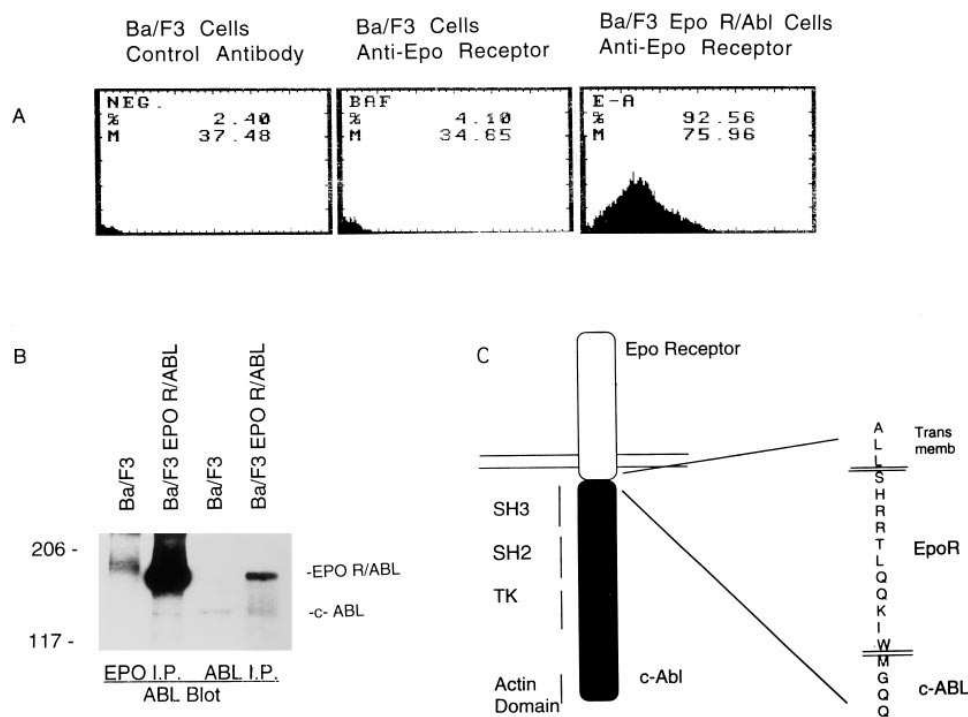 Ba/F3 Cells
Control Antibody
Ba/F3 Cells
Anti-Epo Receptor
Ba/F3 Epo R/Abl Cells
Anti-Epo Receptor
A
NEG.
% 2.40
M 37.48
BAF
% 4.10
M 34.65
E-A
% 92.56
M 75.96
B
Ba/F3
Ba/F3 EPO R/ABL
Ba/F3
Ba/F3 EPO R/ABL
206 -
117 -
-EPO R/ABL
-c- ABL
EPO I.P. ABL I.P.
ABL Blot
C
Epo Receptor
SH3
SH2
TK
Actin
Domain
c-Abl
A
L
L
S
H
R
R
T
L
Q
Q
K
I
W
M
G
Q
Q
Trans
memb
EpoR
c-ABL